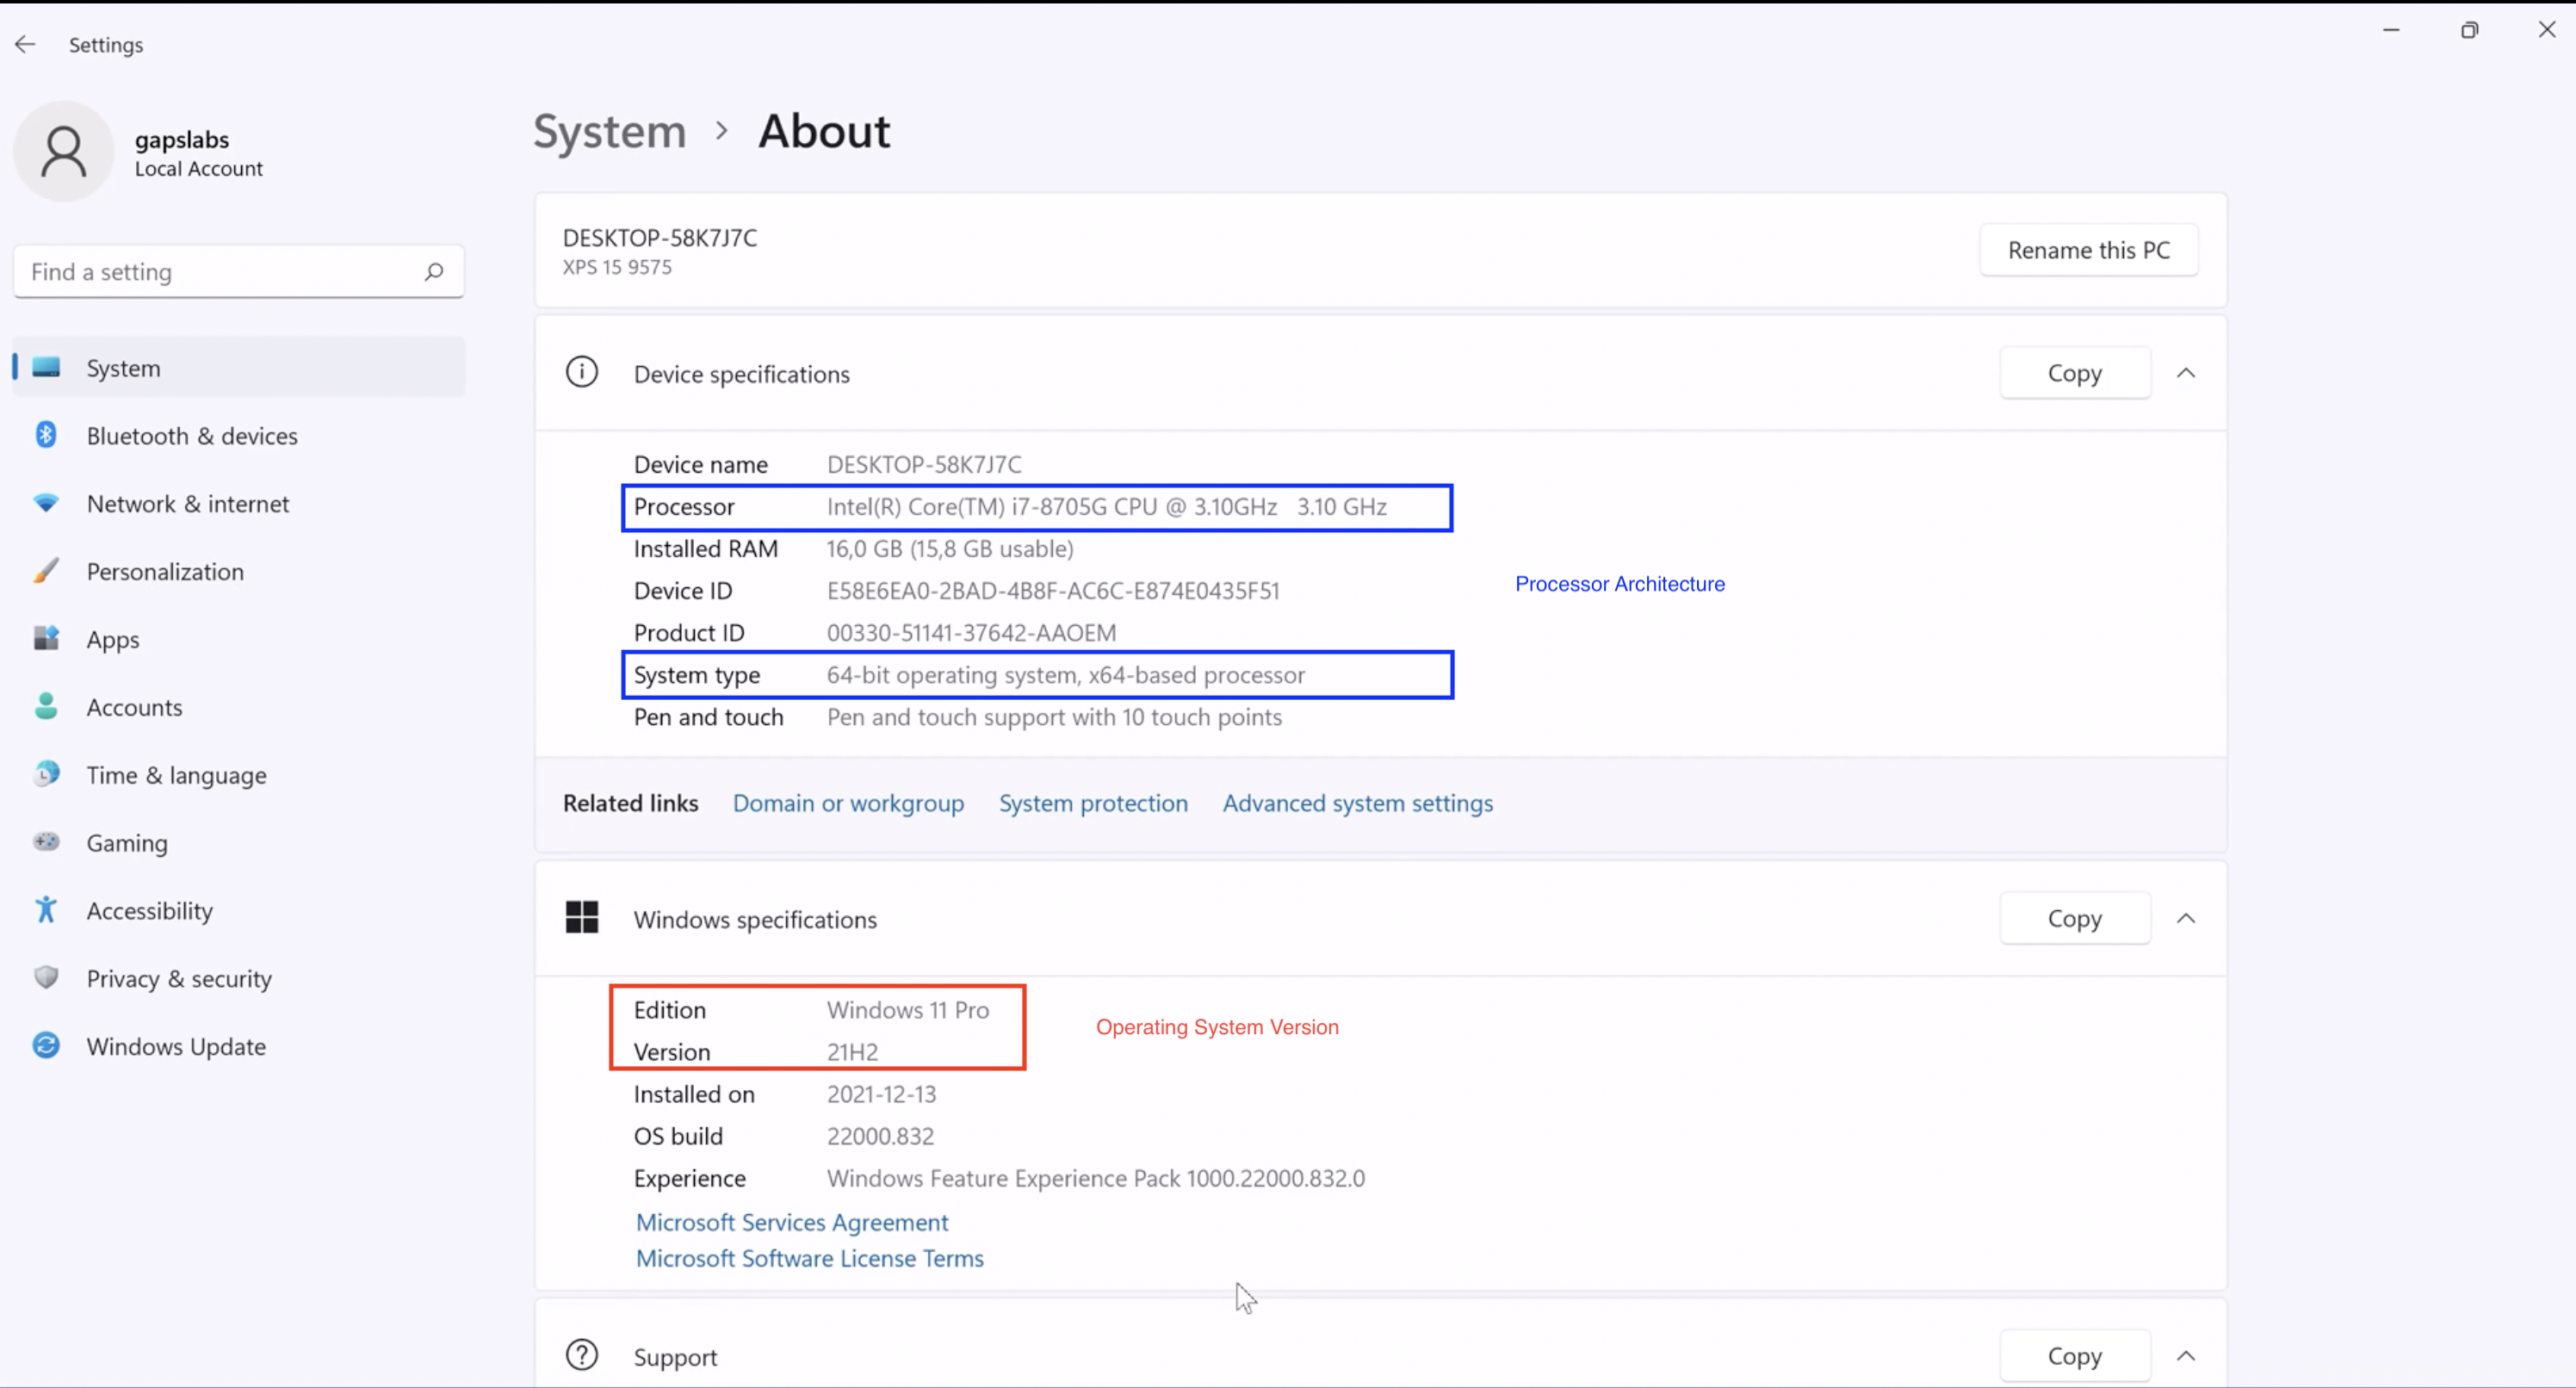 Settings
gapslabs
Local Account
Find a setting
System
Bluetooth & devices
Network & internet
Personalization
Apps
Accounts
Time & language
Gaming
Accessibility
Privacy & security
Windows Update
System > About
DESKTOP-58K7J7C
XPS 15 9575
Rename this PC
Device specifications
Copy
Device name DESKTOP-58K7J7C
Processor Intel(R) Core(TM) i7-8705G CPU @ 3.10GHz 3.10 GHz
Installed RAM 16,0 GB (15,8 GB usable)
Device ID E58E6EA0-2BAD-4B8F-AC6C-E874E0435F51
Processor Architecture
Product ID 00330-51141-37642-AAOEM
System type 64-bit operating system, x64-based processor
Pen and touch Pen and touch support with 10 touch points
Related links Domain or workgroup System protection Advanced system settings
Windows specifications
Copy
Edition Windows 11 Pro
Operating System Version
Version 21H2
Installed on 2021-12-13
OS build 22000.832
Experience Windows Feature Experience Pack 1000.22000.832.0
Microsoft Services Agreement
Microsoft Software License Terms
Support
Copy